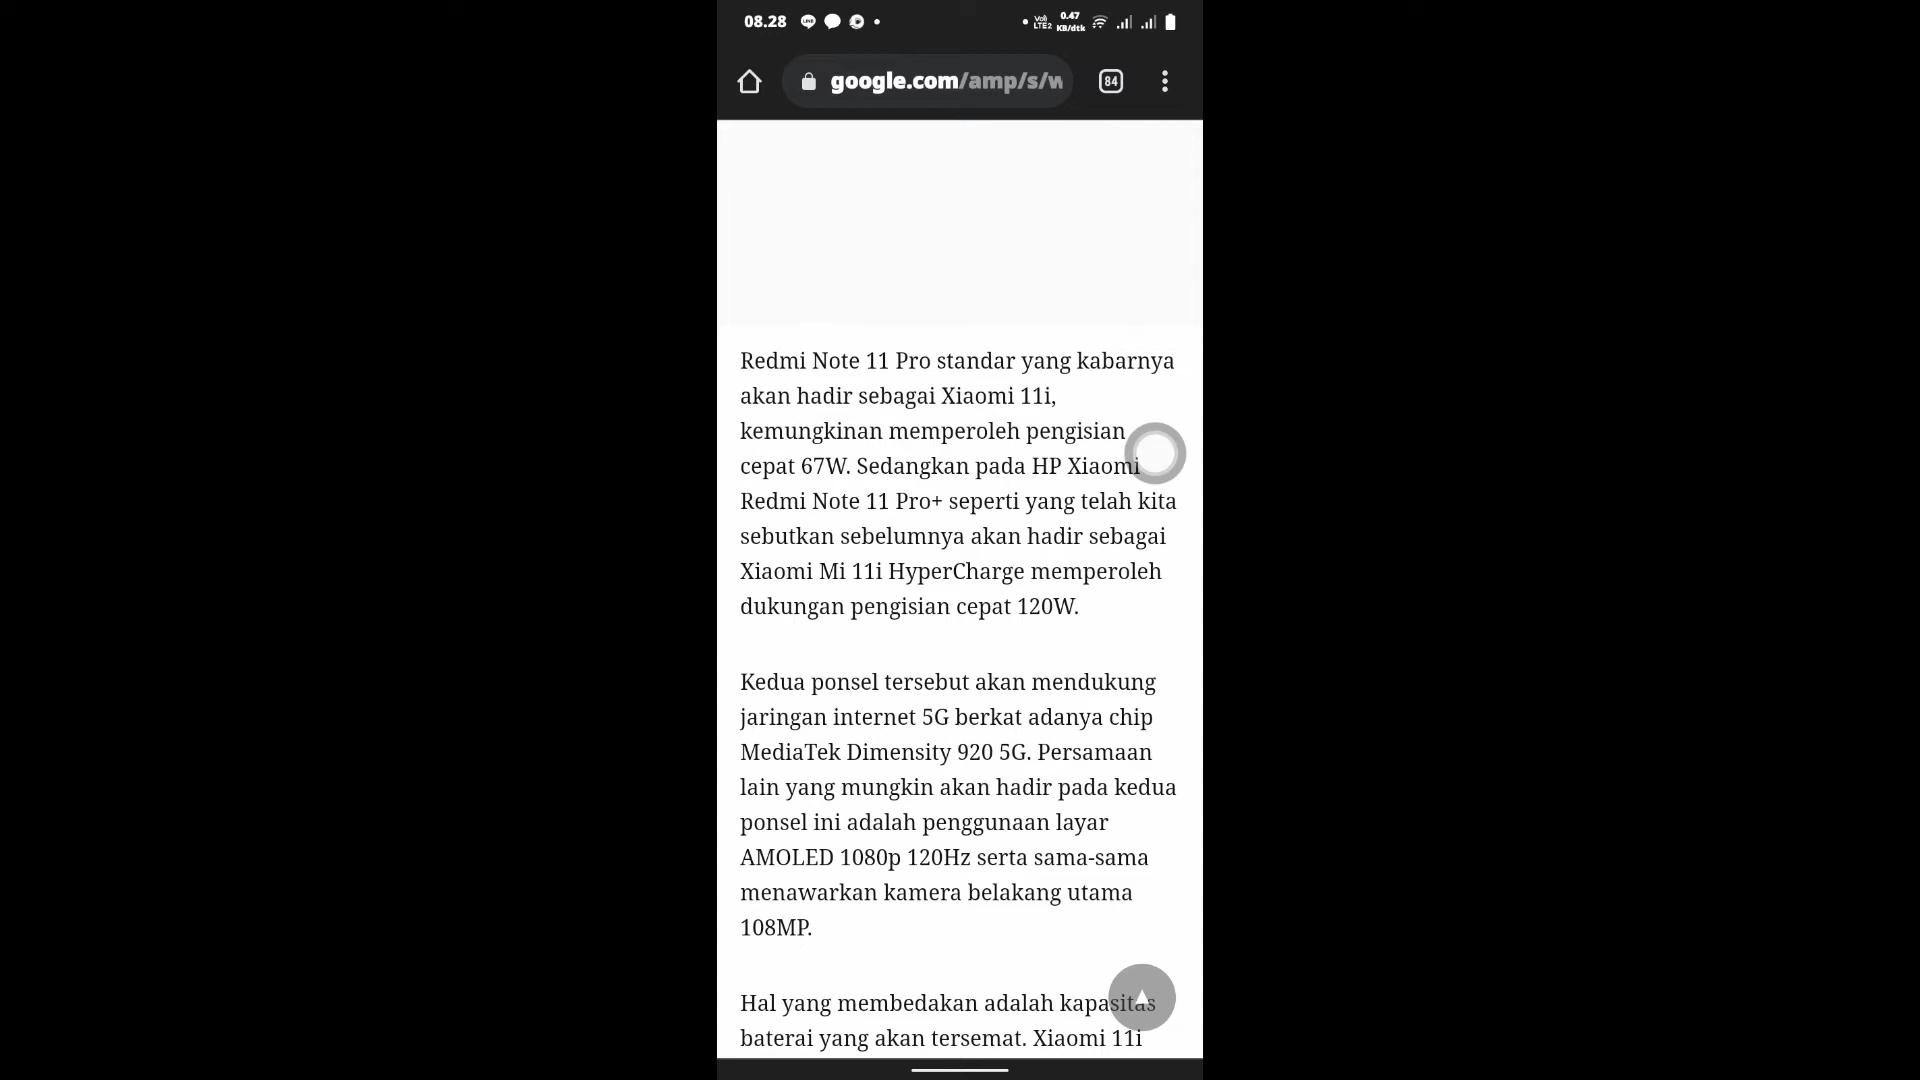 08.28
LINE
Vo))
LTE2
0.47
KB/dtk
google.com/amp/s/w
84
Redmi Note 11 Pro standar yang kabarnya
akan hadir sebagai Xiaomi 11i,
kemungkinan memperoleh pengisian
cepat 67W. Sedangkan pada HP Xiaomi
Redmi Note 11 Pro+ seperti yang telah kita
sebutkan sebelumnya akan hadir sebagai
Xiaomi Mi 11i HyperCharge memperoleh
dukungan pengisian cepat 120W.
Kedua ponsel tersebut akan mendukung
jaringan internet 5G berkat adanya chip
MediaTek Dimensity 920 5G. Persamaan
lain yang mungkin akan hadir pada kedua
ponsel ini adalah penggunaan layar
AMOLED 1080p 120Hz serta sama-sama
menawarkan kamera belakang utama
108MP.
Hal yang membedakan adalah kapasitas
baterai yang akan tersemat. Xiaomi 11i